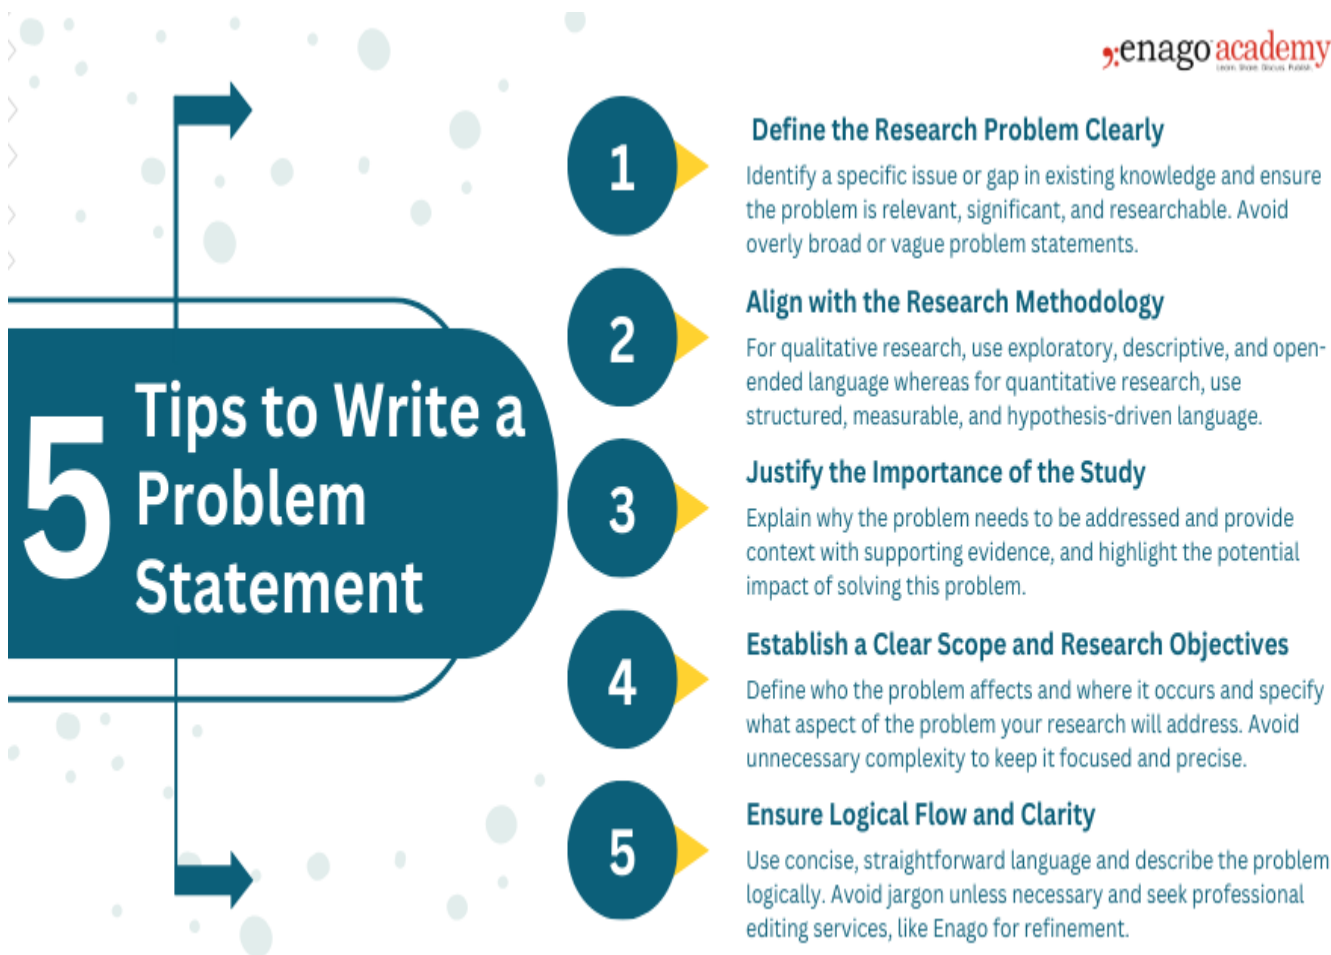 enago academy
Learn. Share. Discuss. Publish.
5
Tips to Write a
Problem
Statement
1
Define the Research Problem Clearly
Identify a specific issue or gap in existing knowledge and ensure
the problem is relevant, significant, and researchable. Avoid
overly broad or vague problem statements.
2
Align with the Research Methodology
For qualitative research, use exploratory, descriptive, and open-
ended language whereas for quantitative research, use
structured, measurable, and hypothesis-driven language.
3
Justify the Importance of the Study
Explain why the problem needs to be addressed and provide
context with supporting evidence, and highlight the potential
impact of solving this problem.
4
Establish a Clear Scope and Research Objectives
Define who the problem affects and where it occurs and specify
what aspect of the problem your research will address. Avoid
unnecessary complexity to keep it focused and precise.
5
Ensure Logical Flow and Clarity
Use concise, straightforward language and describe the problem
logically. Avoid jargon unless necessary and seek professional
editing services, like Enago for refinement.